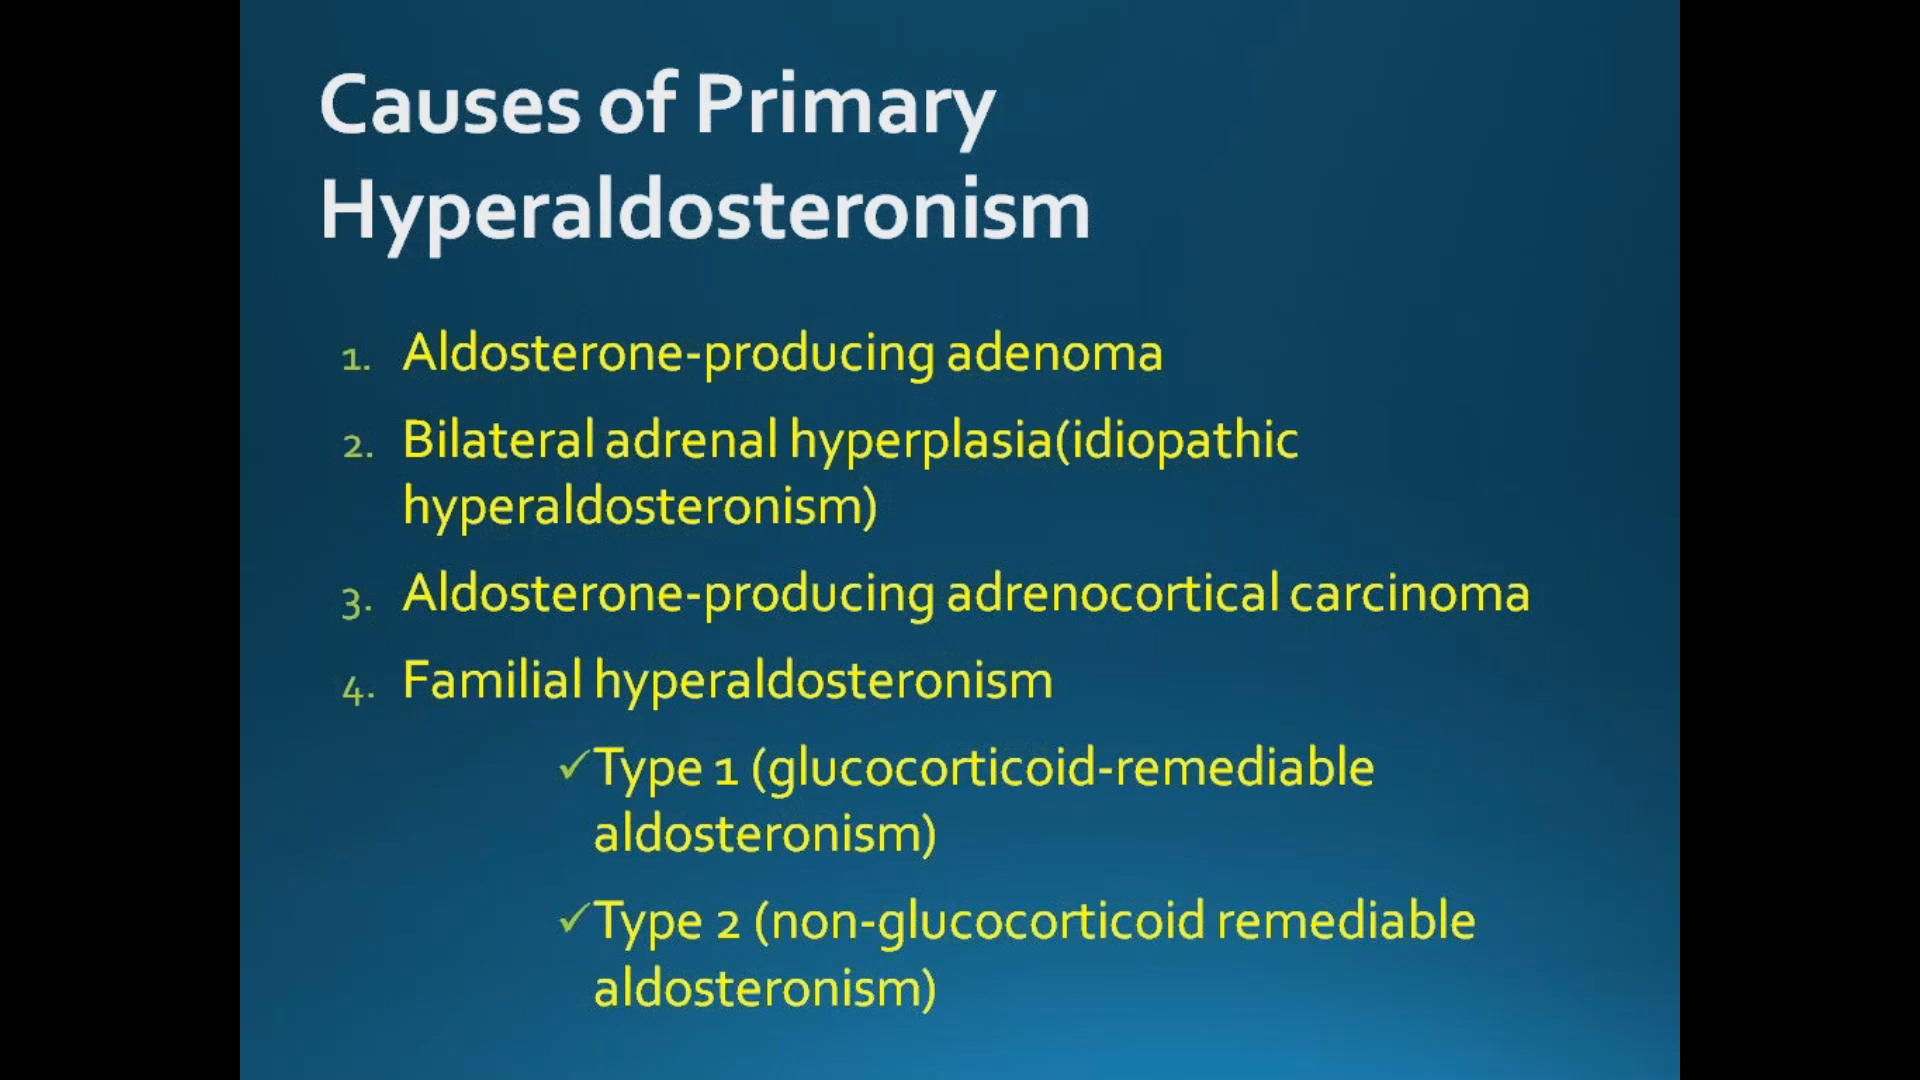 Causes of Primary
Hyperaldosteronism
1. Aldosterone-producing adenoma
2. Bilateral adrenal hyperplasia(idiopathic
hyperaldosteronism)
3. Aldosterone-producing adrenocortical carcinoma
4. Familial hyperaldosteronism
✓Type 1 (glucocorticoid-remediable
aldosteronism)
✓Type 2 (non-glucocorticoid remediable
aldosteronism)